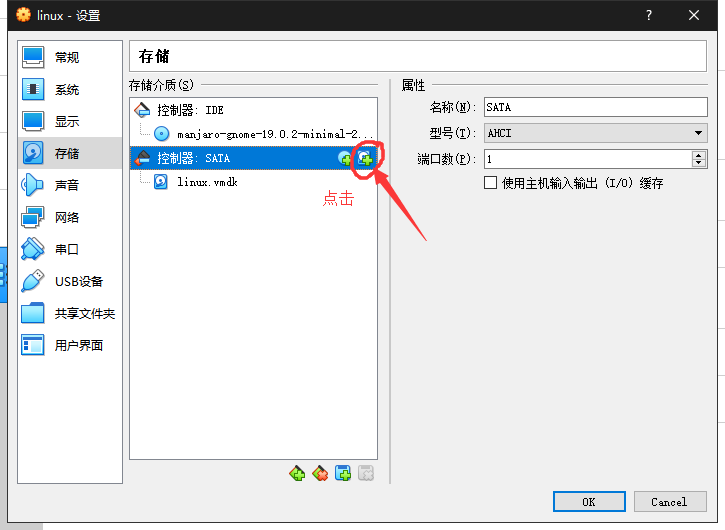 linux - 设置
?
常规
系统
显示
存储
声音
网络
串口
USB设备
共享文件夹
用户界面
存储
存储介质(S)
控制器: IDE
manjaro-gnome-19.0.2-minimal-2...
控制器: SATA
linux.vmdk
点击
属性
名称(N): SATA
型号(T): AHCI
端口数(P): 1
使用主机输入输出 (I/O) 缓存
OK
Cancel